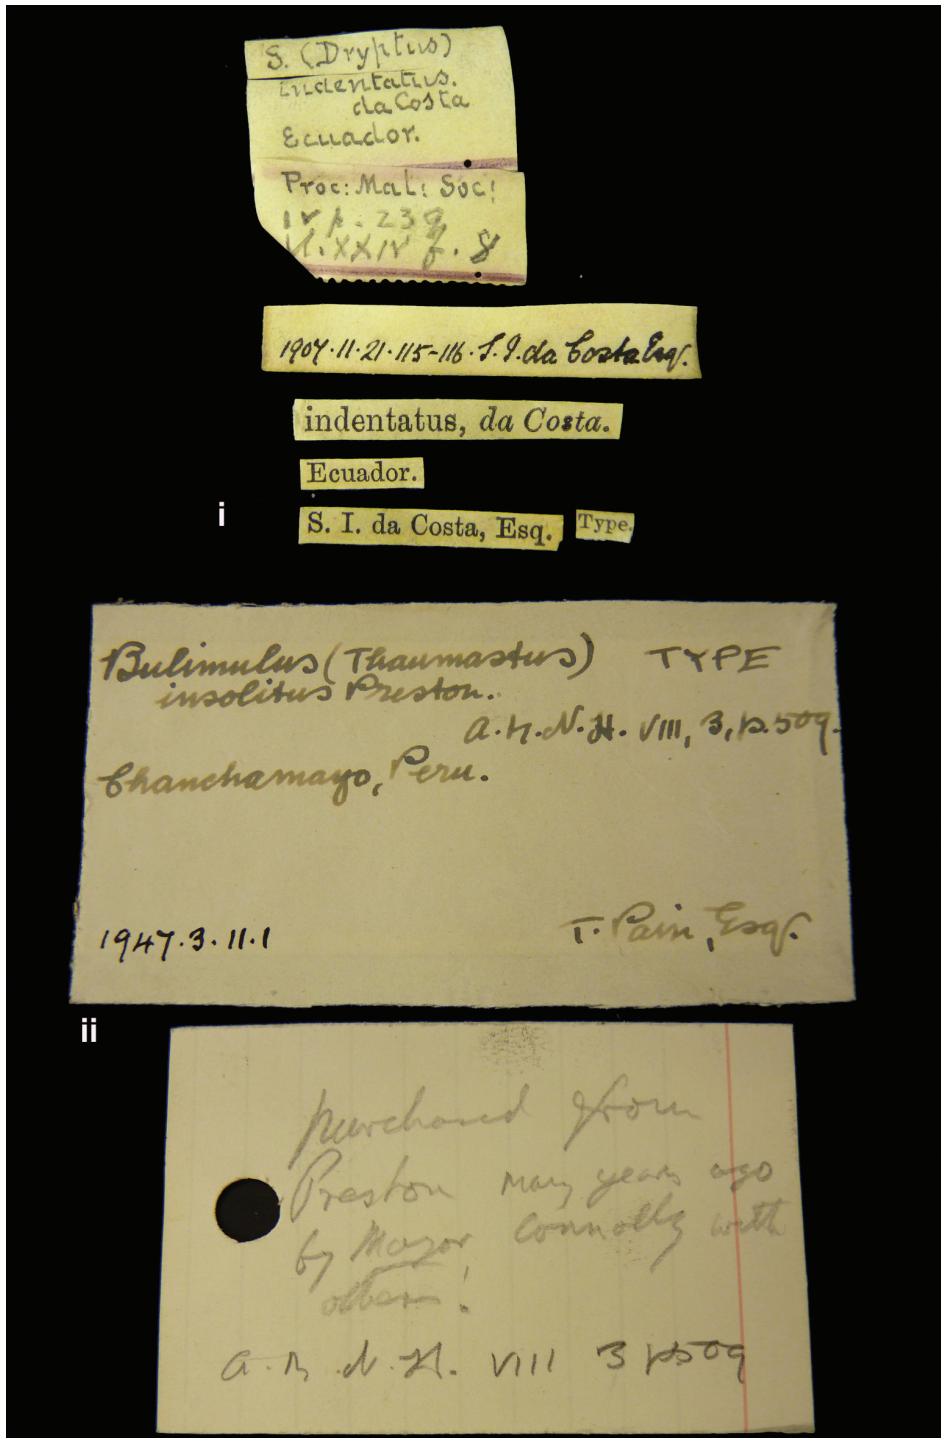 S. (Dryptus)
indentatus.
da Costa
Ecuador.
Proc: Mal: Soc:
IV p. 239
pl. XXIV f. 8
1907.11.21.115-116. S. I. da Costa Esq.
indentatus, da Costa.
Ecuador.
i
S. I. da Costa, Esq. Type.
Bulimulus (Thaumastus) TYPE
insolitus Preston.
A. M. N. H. VIII, 3, p. 509.
Chanchamayo, Peru.
1947.3.11.1 T. Pain, Esq.
ii
purchased from
Preston many years ago
by Major Connolly with
others!
A. M. N. H. VIII 3 p509